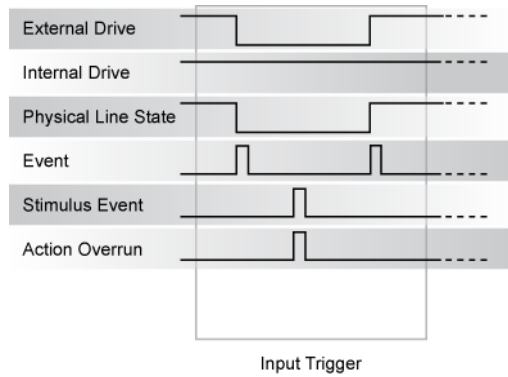 External Drive
Internal Drive
Physical Line State
Event
Stimulus Event
Action Overrun
Input Trigger